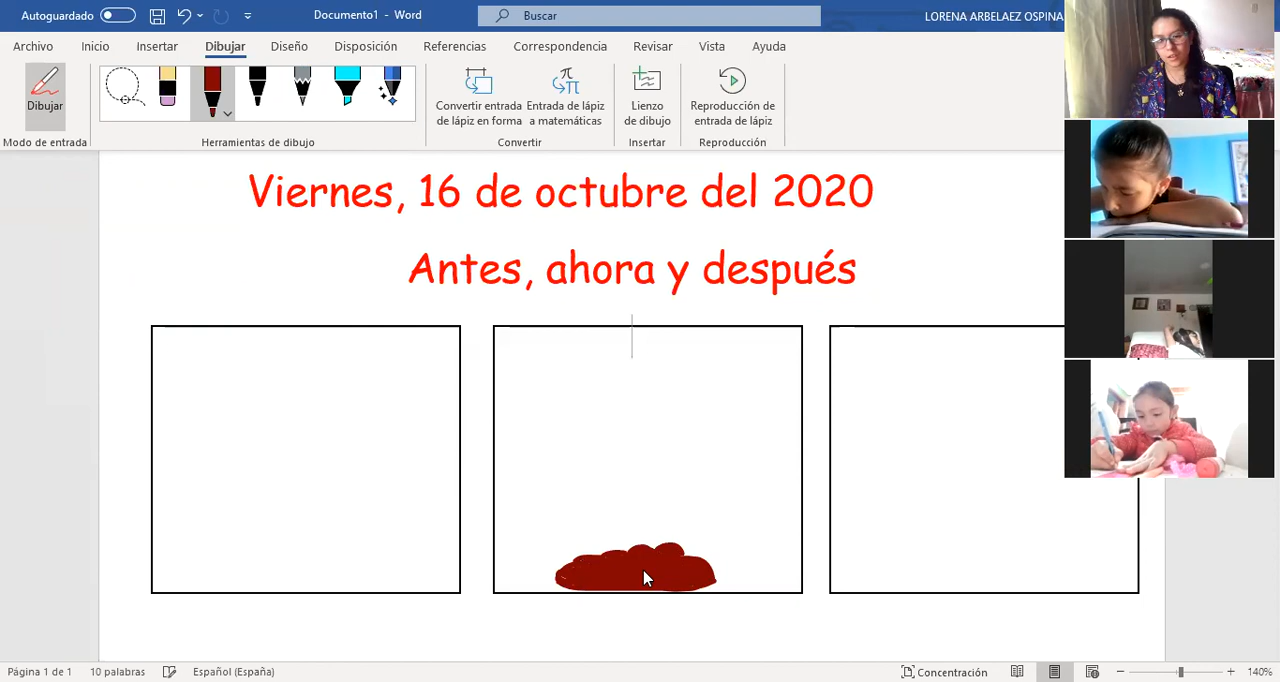 Autoguardado
Documento1 - Word
Buscar
LORENA ARBELAEZ OSPINA
Archivo Inicio Insertar Dibujar Diseño Disposición Referencias Correspondencia Revisar Vista Ayuda
Dibujar
Convertir entrada de lápiz en forma
Entrada de lápiz a matemáticas
Lienzo de dibujo
Reproducción de entrada de lápiz
Modo de entrada
Herramientas de dibujo
Convertir
Insertar
Reproducción
Viernes, 16 de octubre del 2020
Antes, ahora y después
Página 1 de 1
10 palabras
Español (España)
Concentración
140%